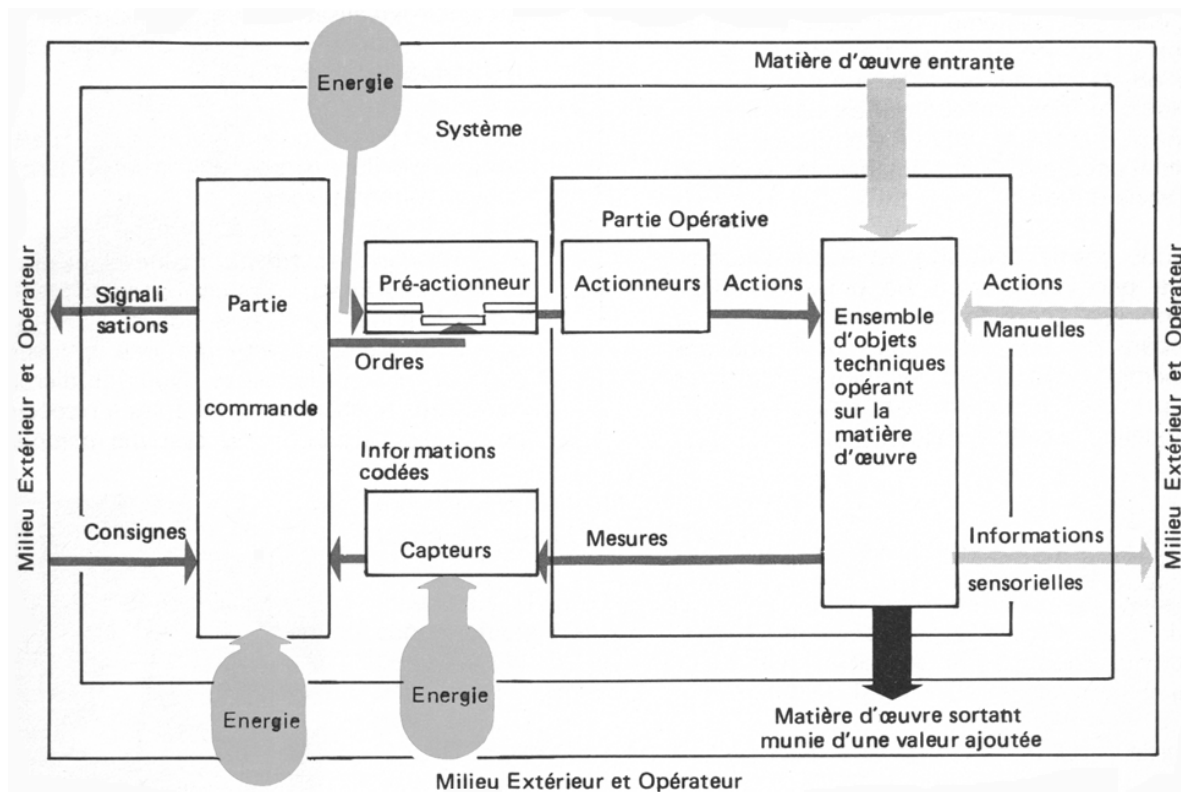 Energie
Matière d'œuvre entrante
Système
Partie Opérative
Milieu Extérieur et Opérateur
Signali
sations
Partie
commande
Pré-actionneur
Actionneurs
Actions
Ordres
Ensemble
d'objets
techniques
opérant
sur la
matière
d'œuvre
Actions
Manuelles
Milieu Extérieur et Opérateur
Informations
codées
Consignes
Capteurs
Mesures
Informations
sensorielles
Energie
Energie
Matière d'œuvre sortant
munie d'une valeur ajoutée
Milieu Extérieur et Opérateur